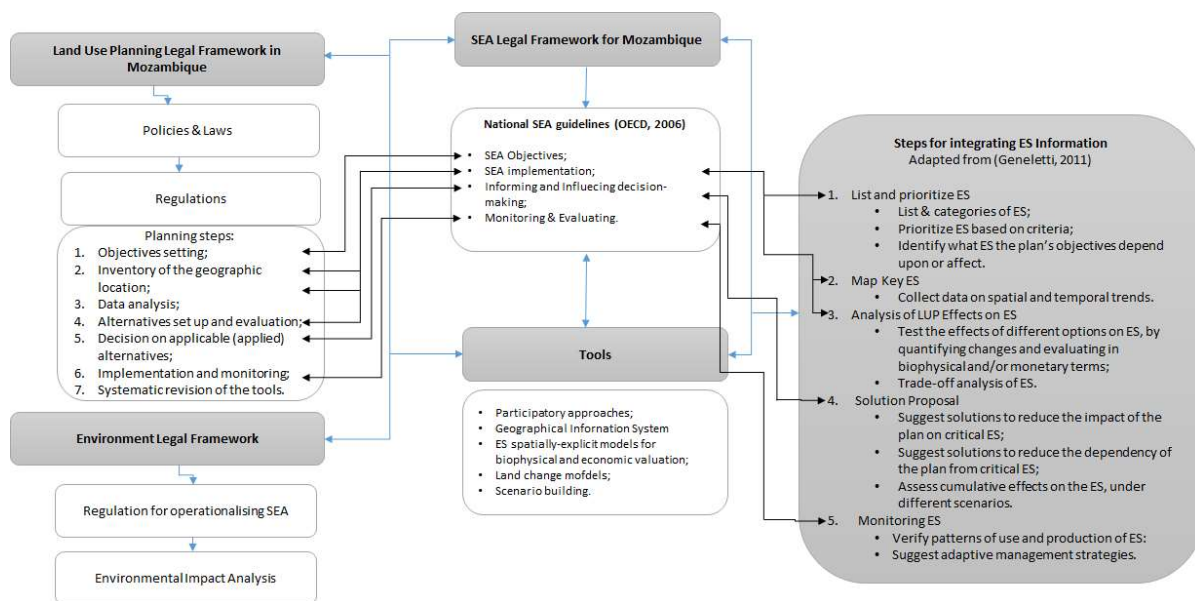 Land Use Planning Legal Framework in
Mozambique
Policies & Laws
Regulations
Planning steps:
1. Objectives setting;
2. Inventory of the geographic
location;
3. Data analysis;
4. Alternatives set up and evaluation;
5. Decision on applicable (applied)
alternatives;
6. Implementation and monitoring;
7. Systematic revision of the tools.
Environment Legal Framework
Regulation for operationalising SEA
Environmental Impact Analysis
SEA Legal Framework for Mozambique
National SEA guidelines (OECD, 2006)
• SEA Objectives;
• SEA implementation;
• Informing and Influecing decision-
making;
• Monitoring & Evaluating.
Tools
• Participatory approaches;
• Geographical Infornation System
• ES spatially-explicit models for
biophysical and economic valuation;
• Land change mofdels;
• Scenario building.
Steps for integrating ES Information
Adapted from (Geneletti, 2011)
1. List and prioritize ES
• List & categories of ES;
• Prioritize ES based on criteria;
• Identify what ES the plan's objectives depend
upon or affect.
2. Map Key ES
• Collect data on spatial and temporal trends.
3. Analysis of LUP Effects on ES
• Test the effects of different options on ES, by
quantifying changes and evaluating in
biophysical and/or monetary terms;
• Trade-off analysis of ES.
4. Solution Proposal
• Suggest solutions to reduce the impact of the
plan on critical ES;
• Suggest solutions to reduce the dependency of
the plan from critical ES;
• Assess cumulative effects on the ES, under
different scenarios.
5. Monitoring ES
• Verify patterns of use and production of ES:
• Suggest adaptive management strategies.